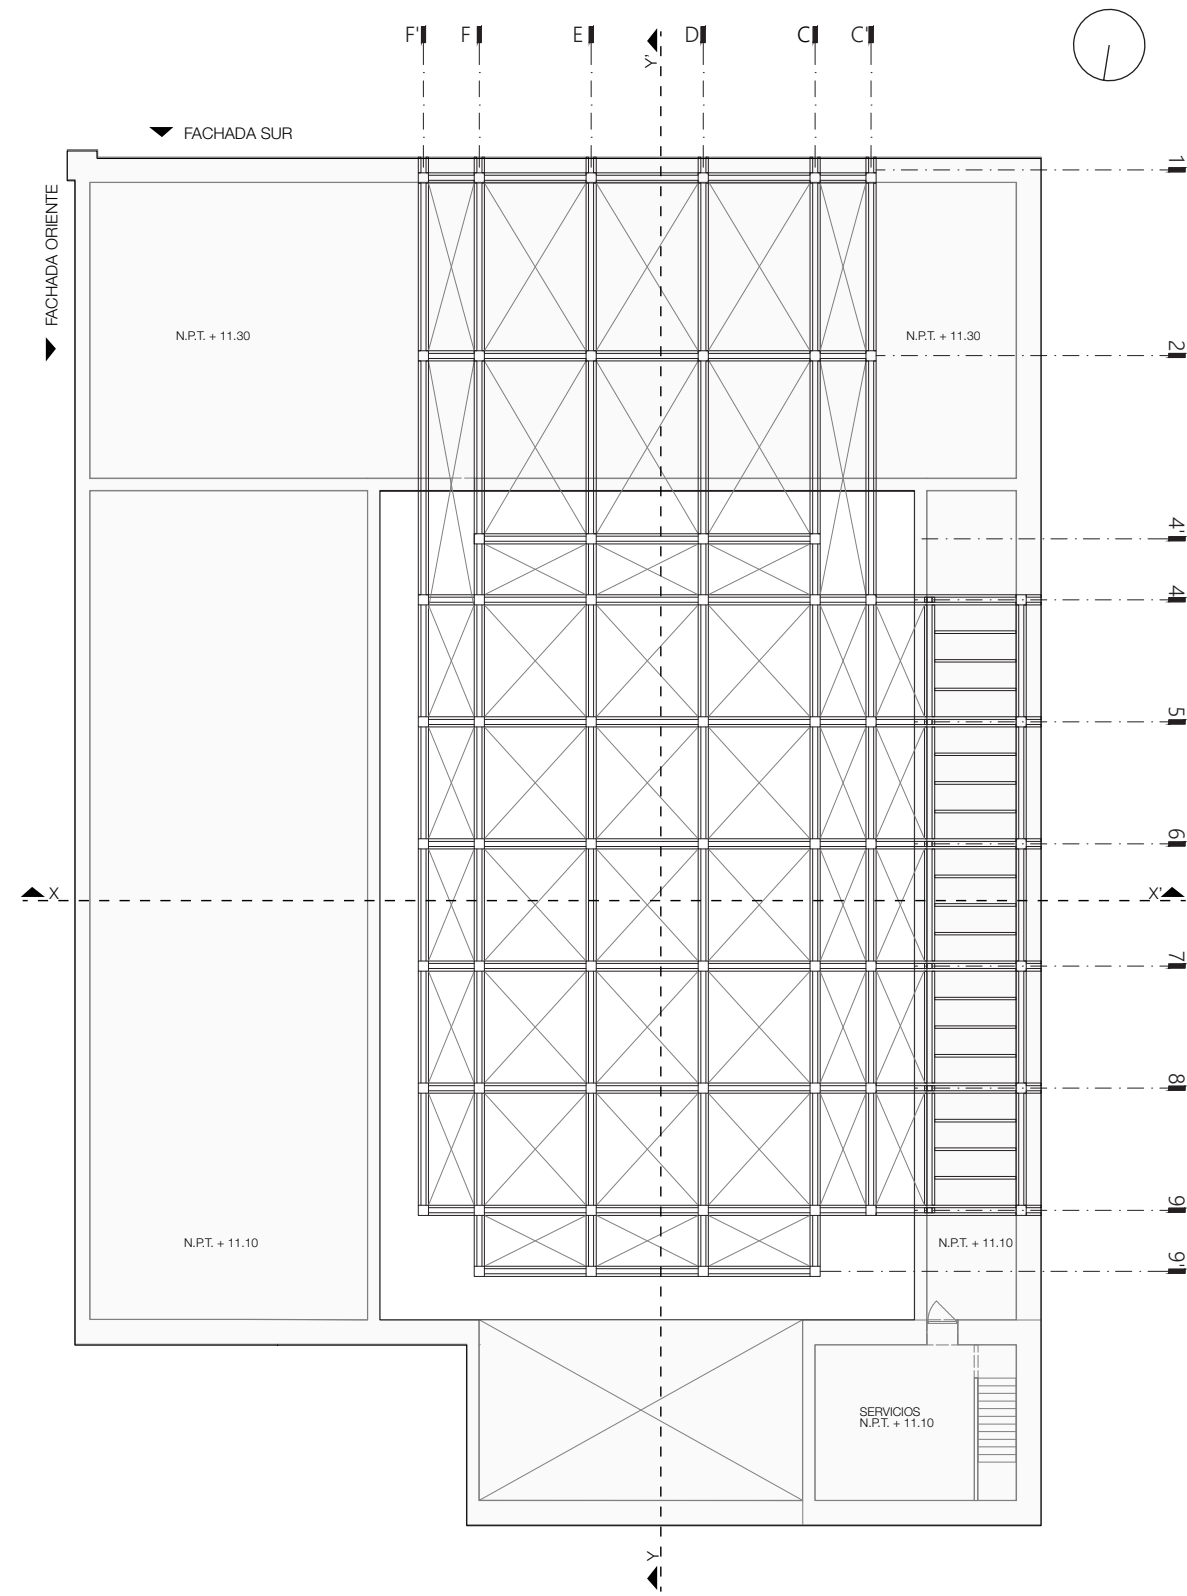 F' F E D C C'
Y'
FACHADA SUR
1
FACHADA ORIENTE
N.P.T. + 11.30
N.P.T. + 11.30
2
4'
4
5
6
X
X'
7
8
9
N.P.T. + 11.10
N.P.T. + 11.10
9'
SERVICIOS
N.P.T. + 11.10
Y